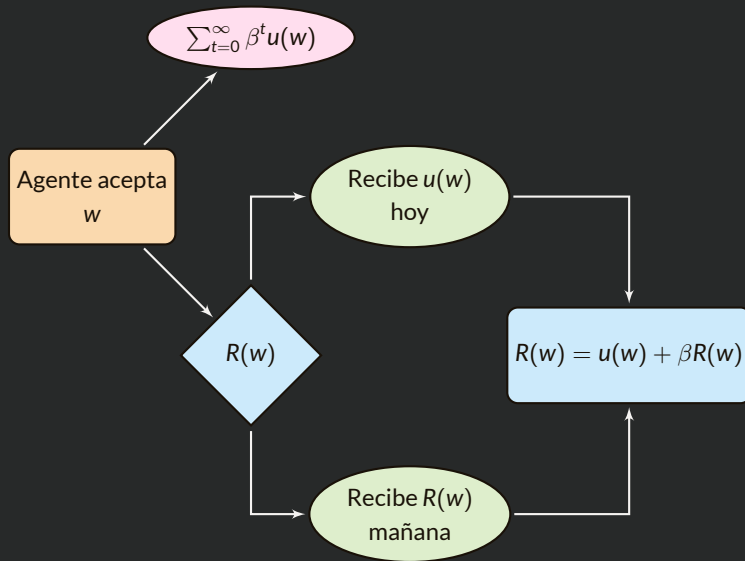 ∑_{t=0}^{∞} β^t u(w)
Agente acepta
w
Recibe u(w)
hoy
R(w)
R(w) = u(w) + βR(w)
Recibe R(w)
mañana